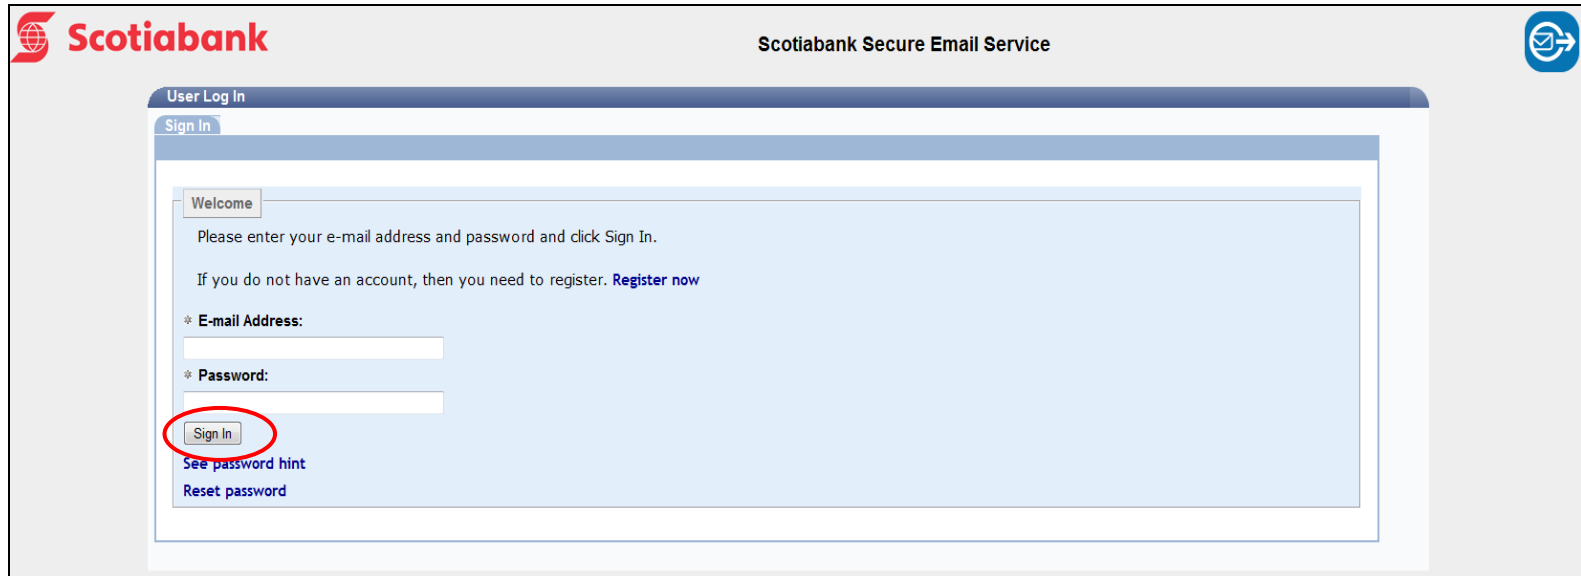 Scotiabank
Scotiabank Secure Email Service
User Log In
Sign In
Welcome
Please enter your e-mail address and password and click Sign In.
If you do not have an account, then you need to register. Register now
* E-mail Address:
* Password:
Sign In
See password hint
Reset password